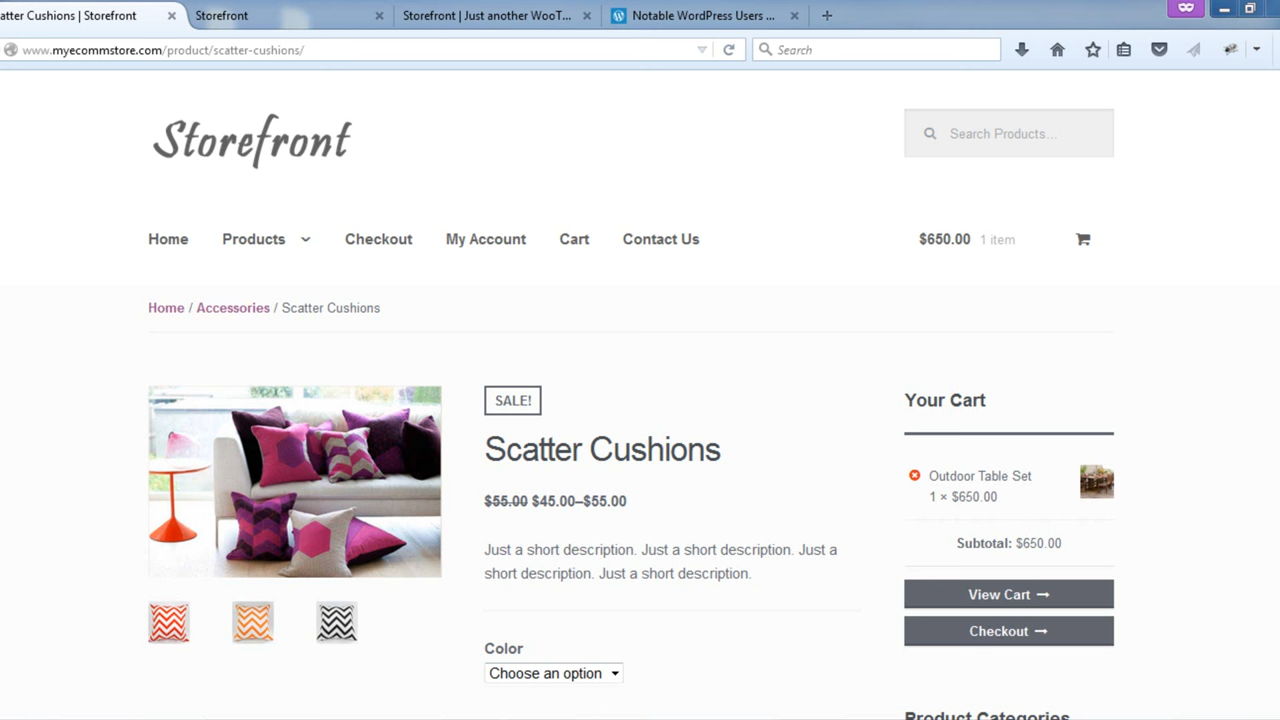 atter Cushions | Storefront
Storefront
Storefront | Just another WooT...
Notable WordPress Users ...
www.myecommstore.com/product/scatter-cushions/
Search
Storefront
Search Products...
Home
Products
Checkout
My Account
Cart
Contact Us
$650.00 1 item
Home / Accessories / Scatter Cushions
SALE!
Scatter Cushions
$55.00 $45.00–$55.00
Just a short description. Just a short description. Just a
short description. Just a short description.
Color
Choose an option
Your Cart
Outdoor Table Set
1 × $650.00
Subtotal: $650.00
View Cart →
Checkout →
Product Categories